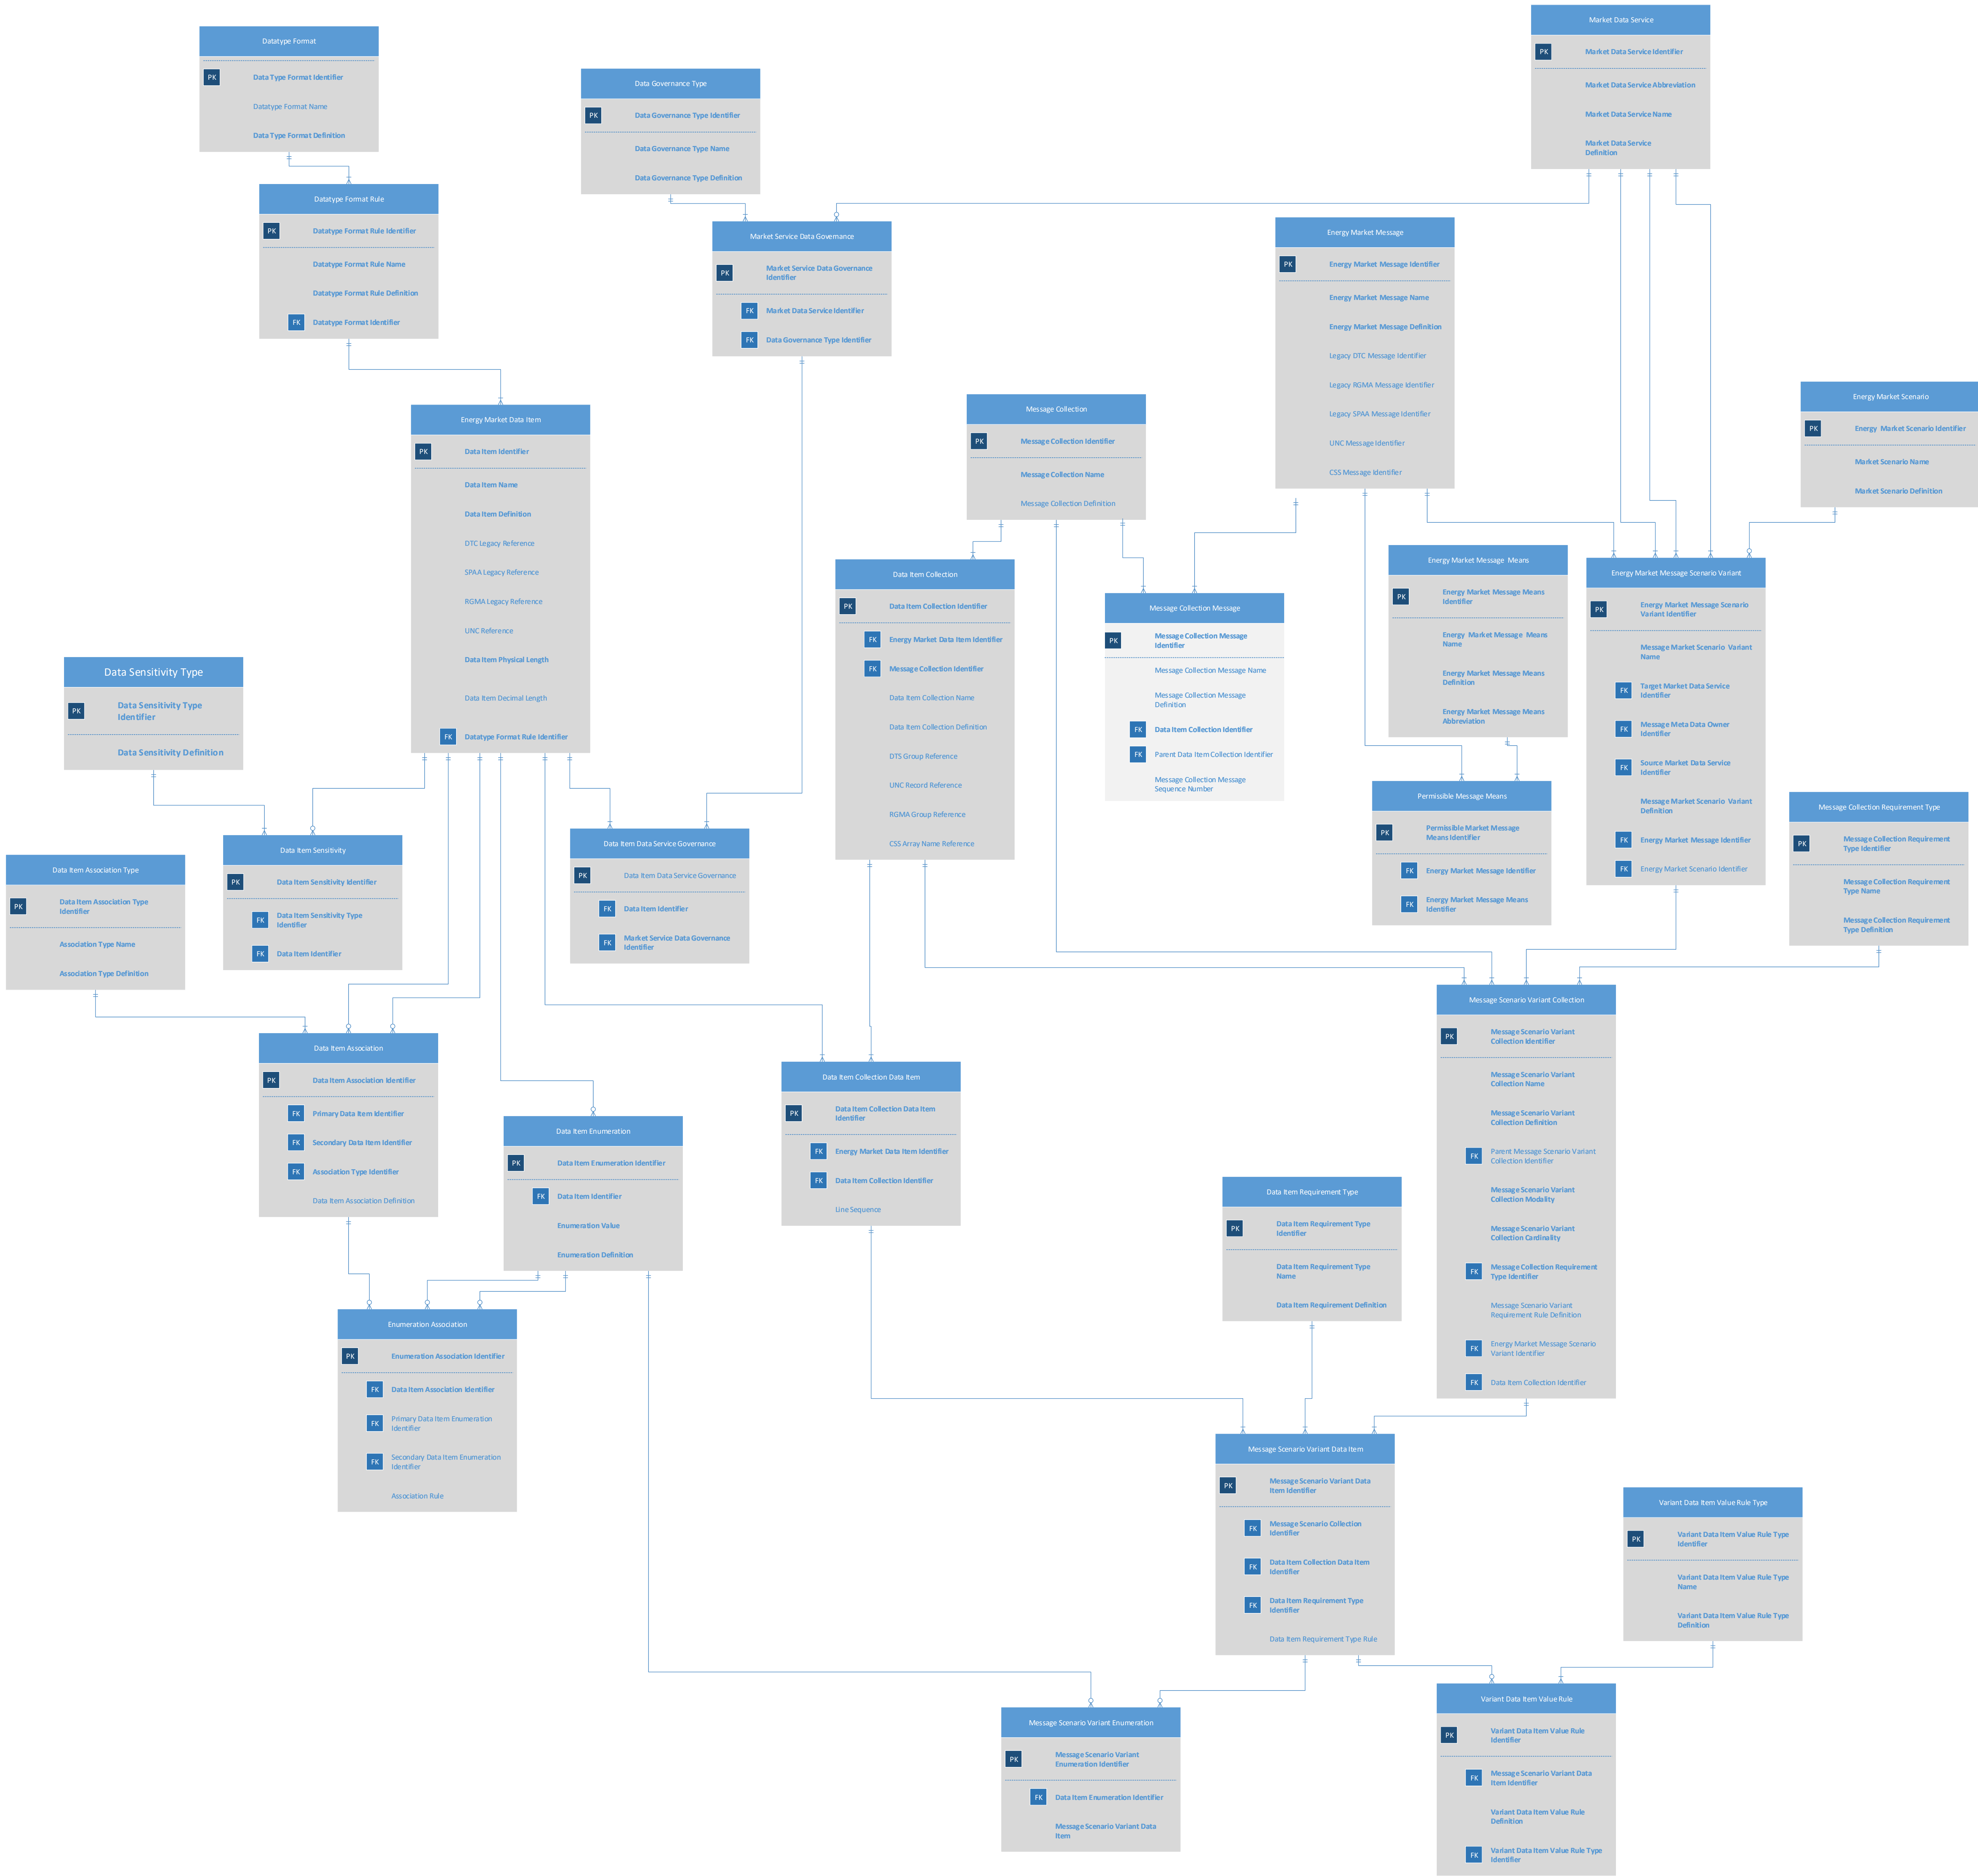 Market Data Service
PK
Market Data Service Identifier
Market Data Service Abbreviation
Market Data Service Name
Market Data Service
Definition
Datatype Format
PK
Data Type Format Identifier
Datatype Format Name
Data Type Format Definition
Data Governance Type
PK
Data Governance Type Identifier
Data Governance Type Name
Data Governance Type Definition
Datatype Format Rule
PK
Datatype Format Rule Identifier
Datatype Format Rule Name
Datatype Format Rule Definition
FK
Datatype Format Identifier
Market Service Data Governance
PK
Market Service Data Governance
Identifier
FK
Market Data Service Identifier
FK
Data Governance Type Identifier
Energy Market Message
PK
Energy Market Message Identifier
Energy Market Message Name
Energy Market Message Definition
Legacy DTC Message Identifier
Legacy RGMA Message Identifier
Legacy SPAA Message Identifier
UNC Message Identifier
CSS Message Identifier
Energy Market Scenario
PK
Energy  Market Scenario Identifier
Market Scenario Name
Market Scenario Definition
Message Collection
PK
Message Collection Identifier
Message Collection Name
Message Collection Definition
Energy Market Data Item
PK
Data Item Identifier
Data Item Name
Data Item Definition
DTC Legacy Reference
SPAA Legacy Reference
RGMA Legacy Reference
UNC Reference
Data Item Physical Length
Data Item Decimal Length
FK
Datatype Format Rule Identifier
Data Item Collection
PK
Data Item Collection Identifier
FK
Energy Market Data Item Identifier
FK
Message Collection Identifier
Data Item Collection Name
Data Item Collection Definition
DTS Group Reference
UNC Record Reference
RGMA Group Reference
CSS Array Name Reference
Message Collection Message
PK
Message Collection Message
Identifier
Message Collection Message Name
Message Collection Message
Definition
FK
Data Item Collection Identifier
FK
Parent Data Item Collection Identifier
Message Collection Message
Sequence Number
Energy Market Message  Means
PK
Energy Market Message Means
Identifier
Energy  Market Message  Means
Name
Energy Market Message Means
Definition
Energy Market Message Means
Abbreviation
Energy Market Message Scenario Variant
PK
Energy Market Message Scenario
Variant Identifier
Message Market Scenario  Variant
Name
FK
Target Market Data Service
Identifier
FK
Message Meta Data Owner
Identifier
FK
Source Market Data Service
Identifier
Message Market Scenario  Variant
Definition
FK
Energy Market Message Identifier
FK
Energy Market Scenario Identifier
Data Sensitivity Type
PK
Data Sensitivity Type
Identifier
Data Sensitivity Definition
Permissible Message Means
PK
Permissible Market Message
Means Identifier
FK
Energy Market Message Identifier
FK
Energy Market Message Means
Identifier
Message Collection Requirement Type
PK
Message Collection Requirement
Type Identifier
Message Collection Requirement
Type Name
Message Collection Requirement
Type Definition
Data Item Sensitivity
PK
Data Item Sensitivity Identifier
FK
Data Item Sensitivity Type
Identifier
FK
Data Item Identifier
Data Item Data Service Governance
PK
Data Item Data Service Governance
FK
Data Item Identifier
FK
Market Service Data Governance
Identifier
Data Item Association Type
PK
Data Item Association Type
Identifier
Association Type Name
Association Type Definition
Message Scenario Variant Collection
PK
Message Scenario Variant
Collection Identifier
Message Scenario Variant
Collection Name
Message Scenario Variant
Collection Definition
FK
Parent Message Scenario Variant
Collection Identifier
Message Scenario Variant
Collection Modality
Message Scenario Variant
Collection Cardinality
FK
Message Collection Requirement
Type Identifier
Message Scenario Variant
Requirement Rule Definition
FK
Energy Market Message Scenario
Variant Identifier
FK
Data Item Collection Identifier
Data Item Association
PK
Data Item Association Identifier
FK
Primary Data Item Identifier
FK
Secondary Data Item Identifier
FK
Association Type Identifier
Data Item Association Definition
Data Item Collection Data Item
PK
Data Item Collection Data Item
Identifier
FK
Energy Market Data Item Identifier
FK
Data Item Collection Identifier
Line Sequence
Data Item Enumeration
PK
Data Item Enumeration Identifier
FK
Data Item Identifier
Enumeration Value
Enumeration Definition
Data Item Requirement Type
PK
Data Item Requirement Type
Identifier
Data Item Requirement Type
Name
Data Item Requirement Definition
Enumeration Association
PK
Enumeration Association Identifier
FK
Data Item Association Identifier
FK
Primary Data Item Enumeration
Identifier
FK
Secondary Data Item Enumeration
Identifier
Association Rule
Message Scenario Variant Data Item
PK
Message Scenario Variant Data
Item Identifier
FK
Message Scenario Collection
Identifier
FK
Data Item Collection Data Item
Identifier
FK
Data Item Requirement Type
Identifier
Data Item Requirement Type Rule
Variant Data Item Value Rule Type
PK
Variant Data Item Value Rule Type
Identifier
Variant Data Item Value Rule Type
Name
Variant Data Item Value Rule Type
Definition
Message Scenario Variant Enumeration
PK
Message Scenario Variant
Enumeration Identifier
FK
Data Item Enumeration Identifier
Message Scenario Variant Data
Item
Variant Data Item Value Rule
PK
Variant Data Item Value Rule
Identifier
FK
Message Scenario Variant Data
Item Identifier
Variant Data Item Value Rule
Definition
FK
Variant Data Item Value Rule Type
Identifier